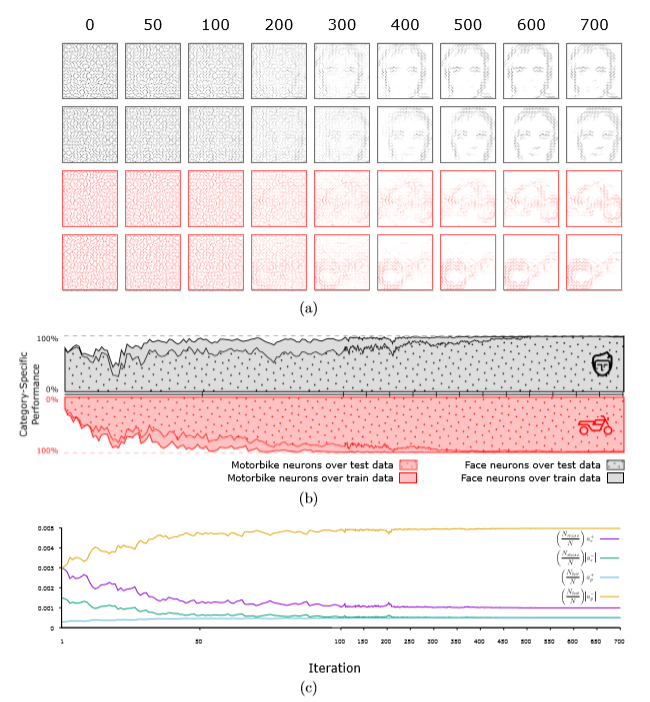 0 50 100 200 300 400 500 600 700
(a)
Category-Specific
Performance
100%
0%
0%
100%
Motorbike neurons over test data
Motorbike neurons over train data
Face neurons over test data
Face neurons over train data
(b)
0.005
0.004
0.003
0.002
0.001
0
1 50 100 150 200 250 300 350 400 450 500 550 600 650 700
Iteration
(c)